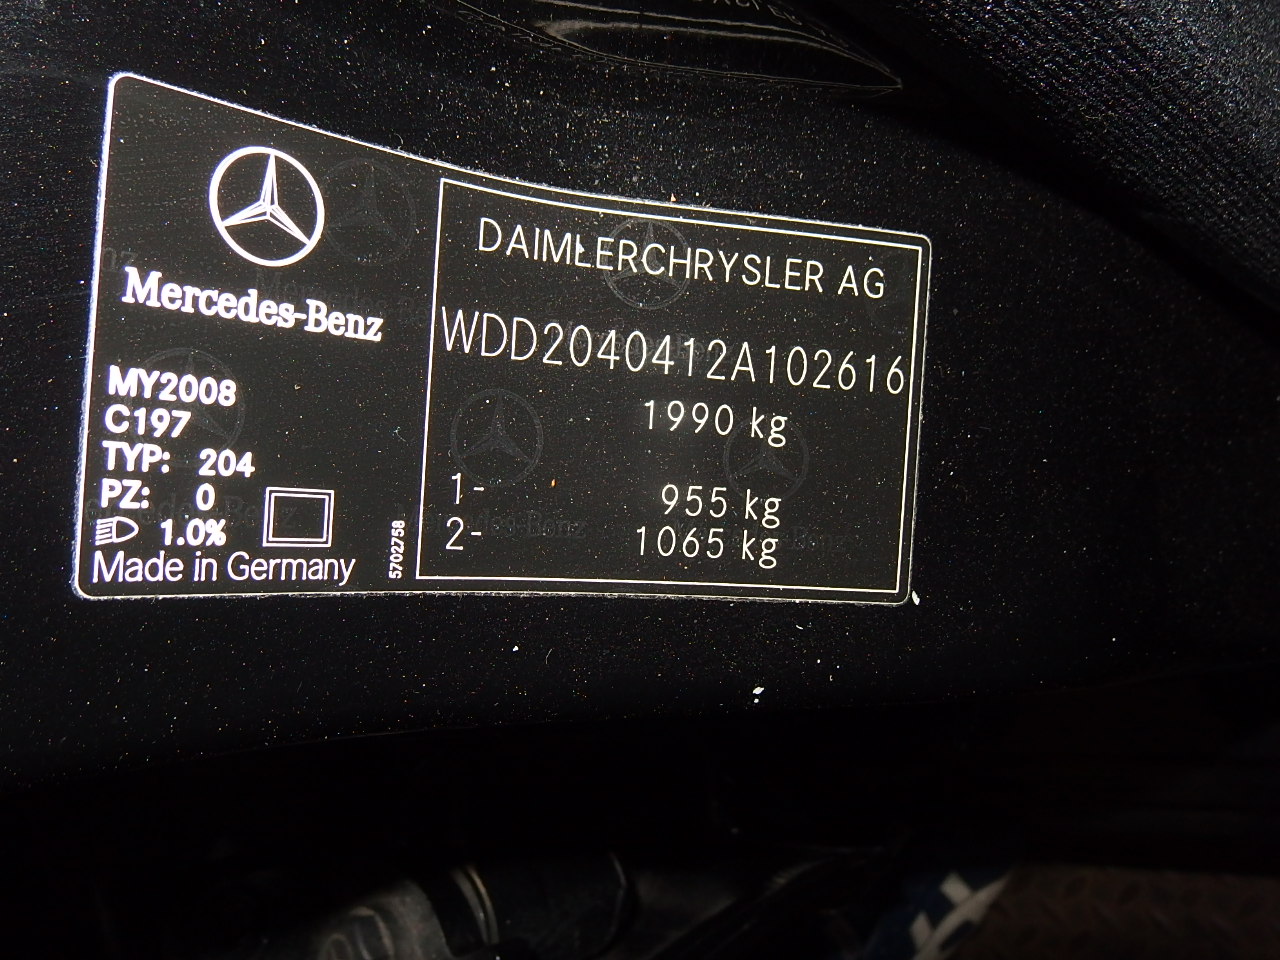 Mercedes-Benz
MY2008
C197
TYP: 204
PZ: 0
1.0%
Made in Germany
5702758
DAIMLERCHRYSLER AG
WDD2040412A102616
1990 kg
1- 955 kg
2- 1065 kg